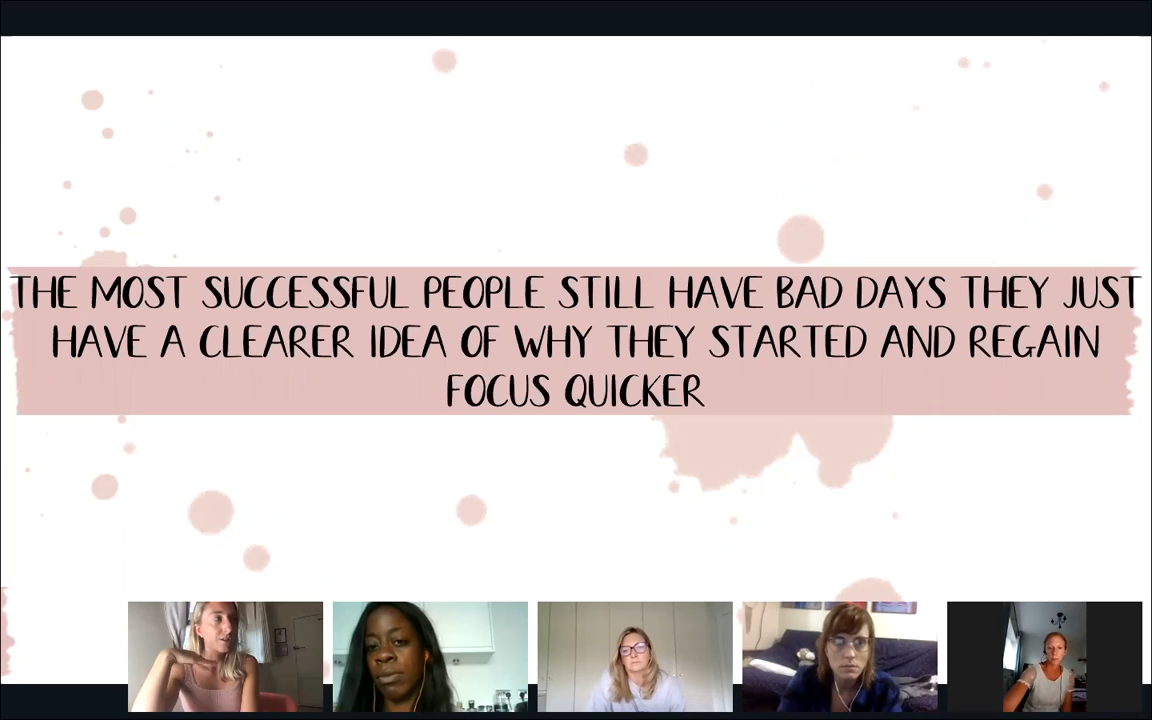 THE MOST SUCCESSFUL PEOPLE STILL HAVE BAD DAYS THEY JUST
HAVE A CLEARER IDEA OF WHY THEY STARTED AND REGAIN
FOCUS QUICKER